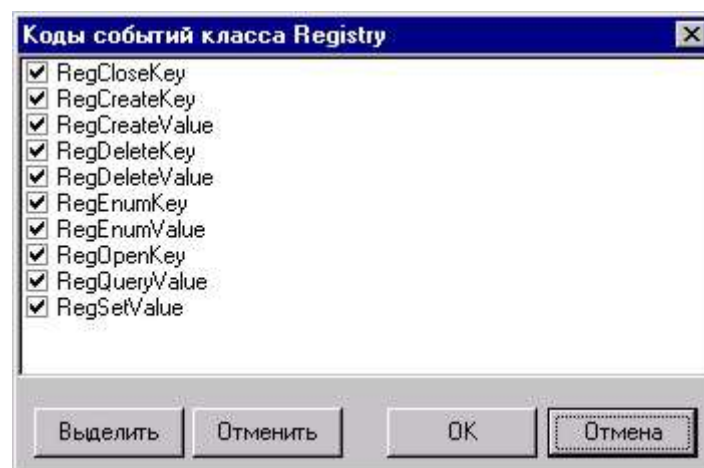 Коды событий класса Registry
RegCloseKey
RegCreateKey
RegCreateValue
RegDeleteKey
RegDeleteValue
RegEnumKey
RegEnumValue
RegOpenKey
RegQueryValue
RegSetValue
Выделить Отменить OK Отмена